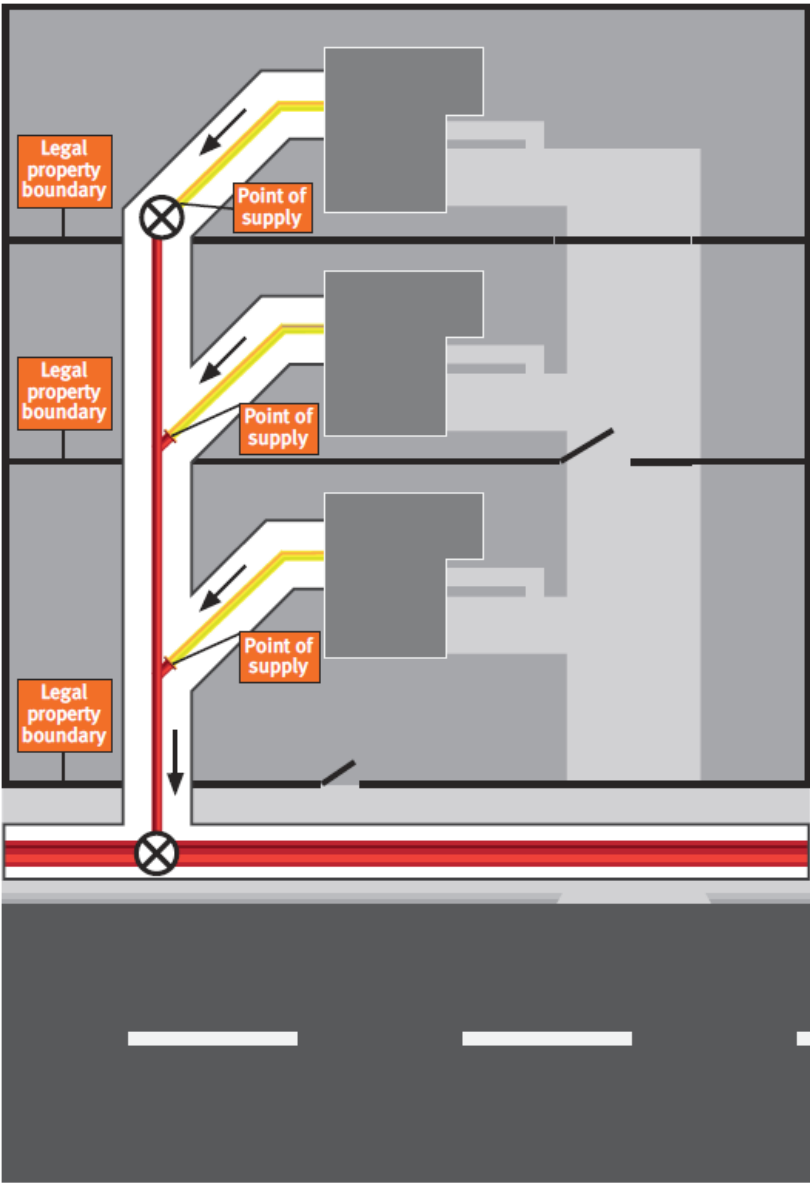 Legal
property
boundary
Point of
supply
Legal
property
boundary
Point of
supply
Point of
supply
Legal
property
boundary